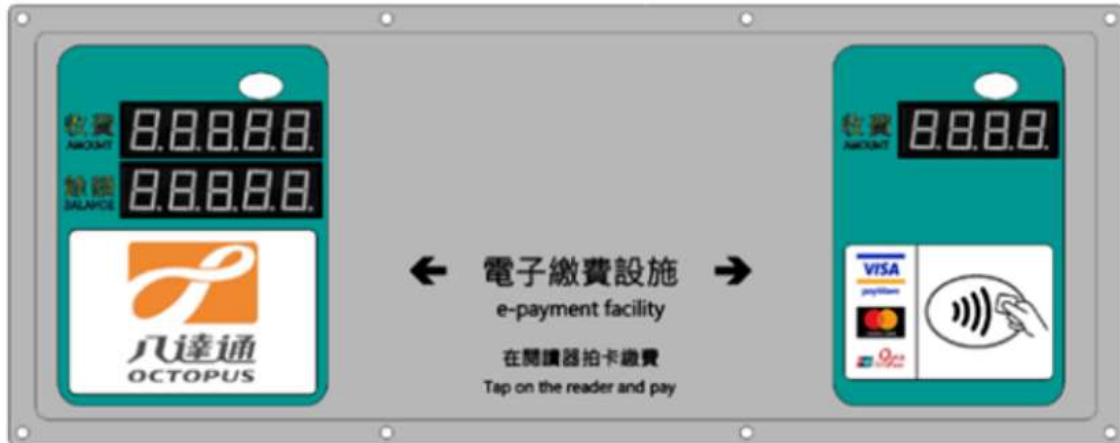 收費
AMOUNT
餘額
BALANCE
八達通
OCTOPUS
電子繳費設施
e-payment facility
在閱讀器拍卡繳費
Tap on the reader and pay
收費
AMOUNT
VISA
payWave